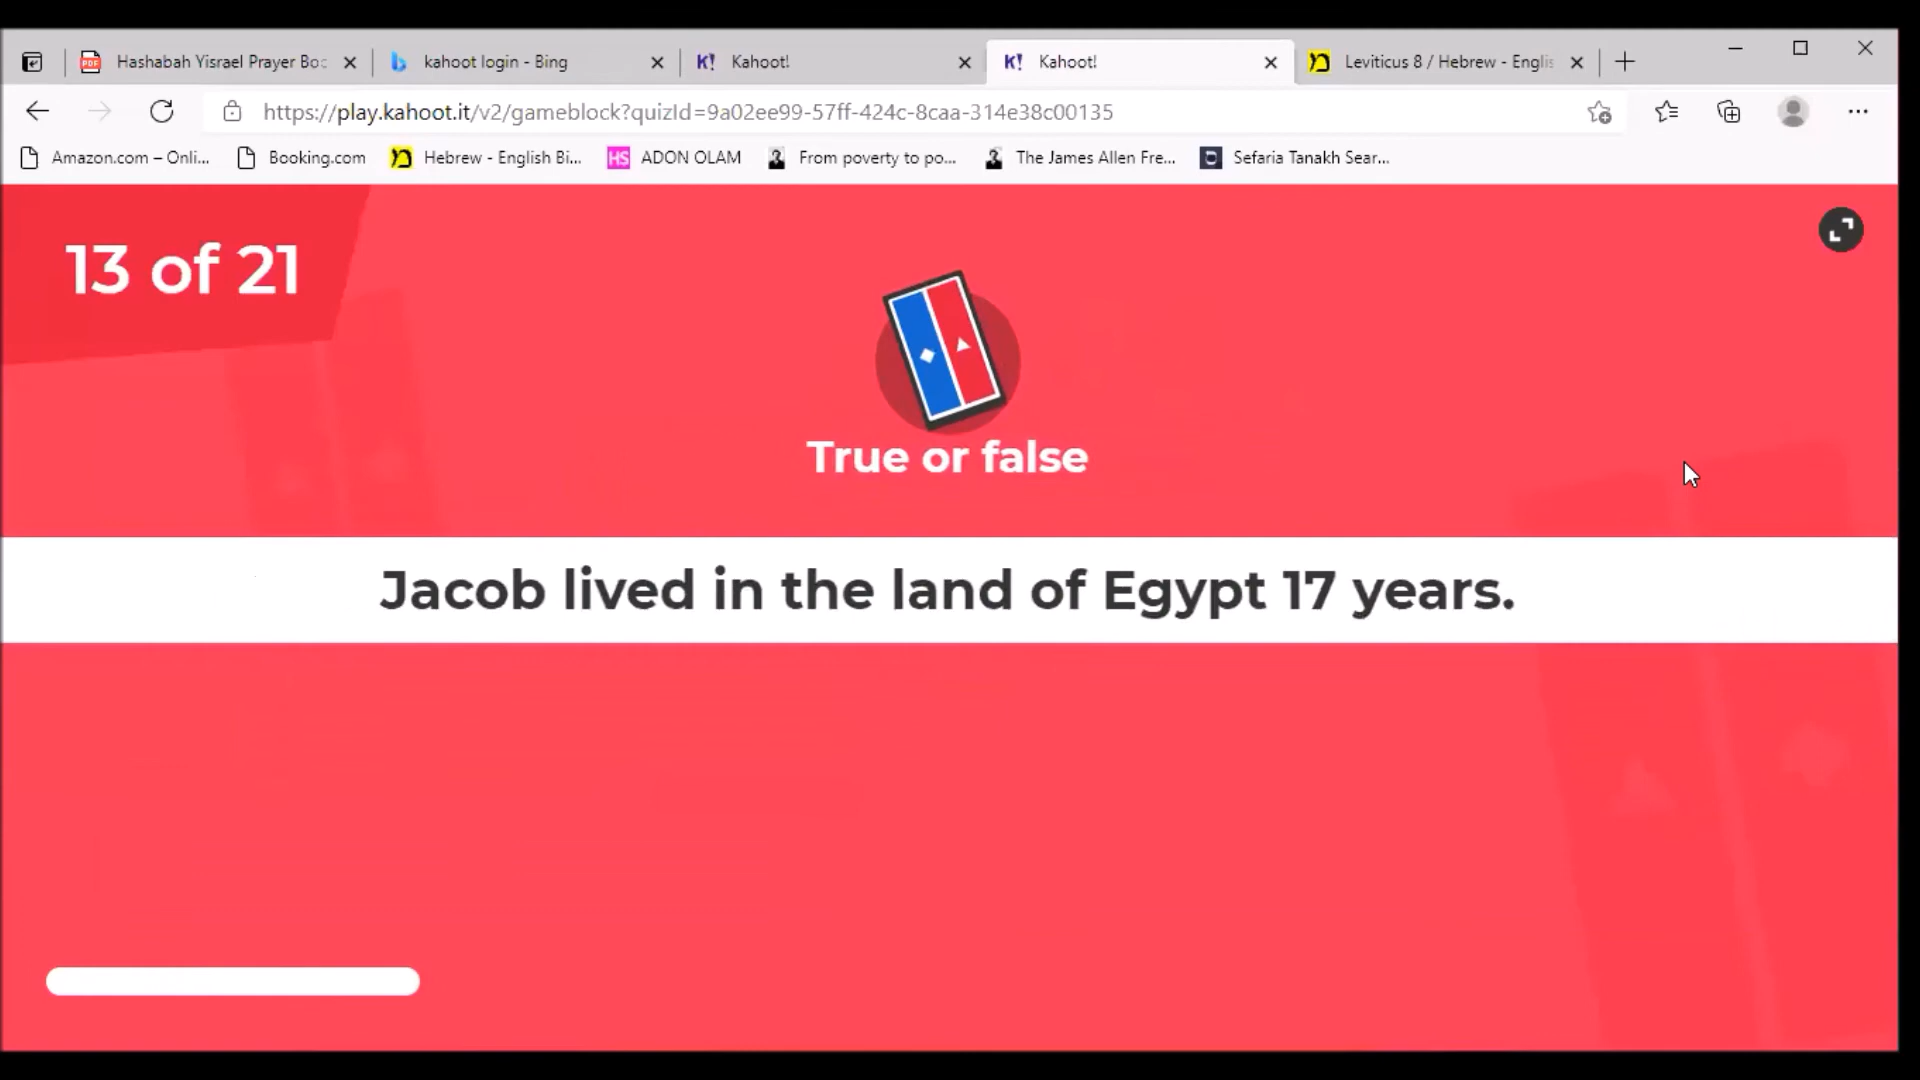 Hashabah Yisrael Prayer Boo
kahoot login - Bing
K! Kahoot!
K! Kahoot!
Leviticus 8 / Hebrew - Englis
https://play.kahoot.it/v2/gameblock?quizId=9a02ee99-57ff-424c-8caa-314e38c00135
Amazon.com – Onli...
Booking.com
Hebrew - English Bi...
HS ADON OLAM
From poverty to po...
The James Allen Fre...
Sefaria Tanakh Sear...
13 of 21
True or false
Jacob lived in the land of Egypt 17 years.